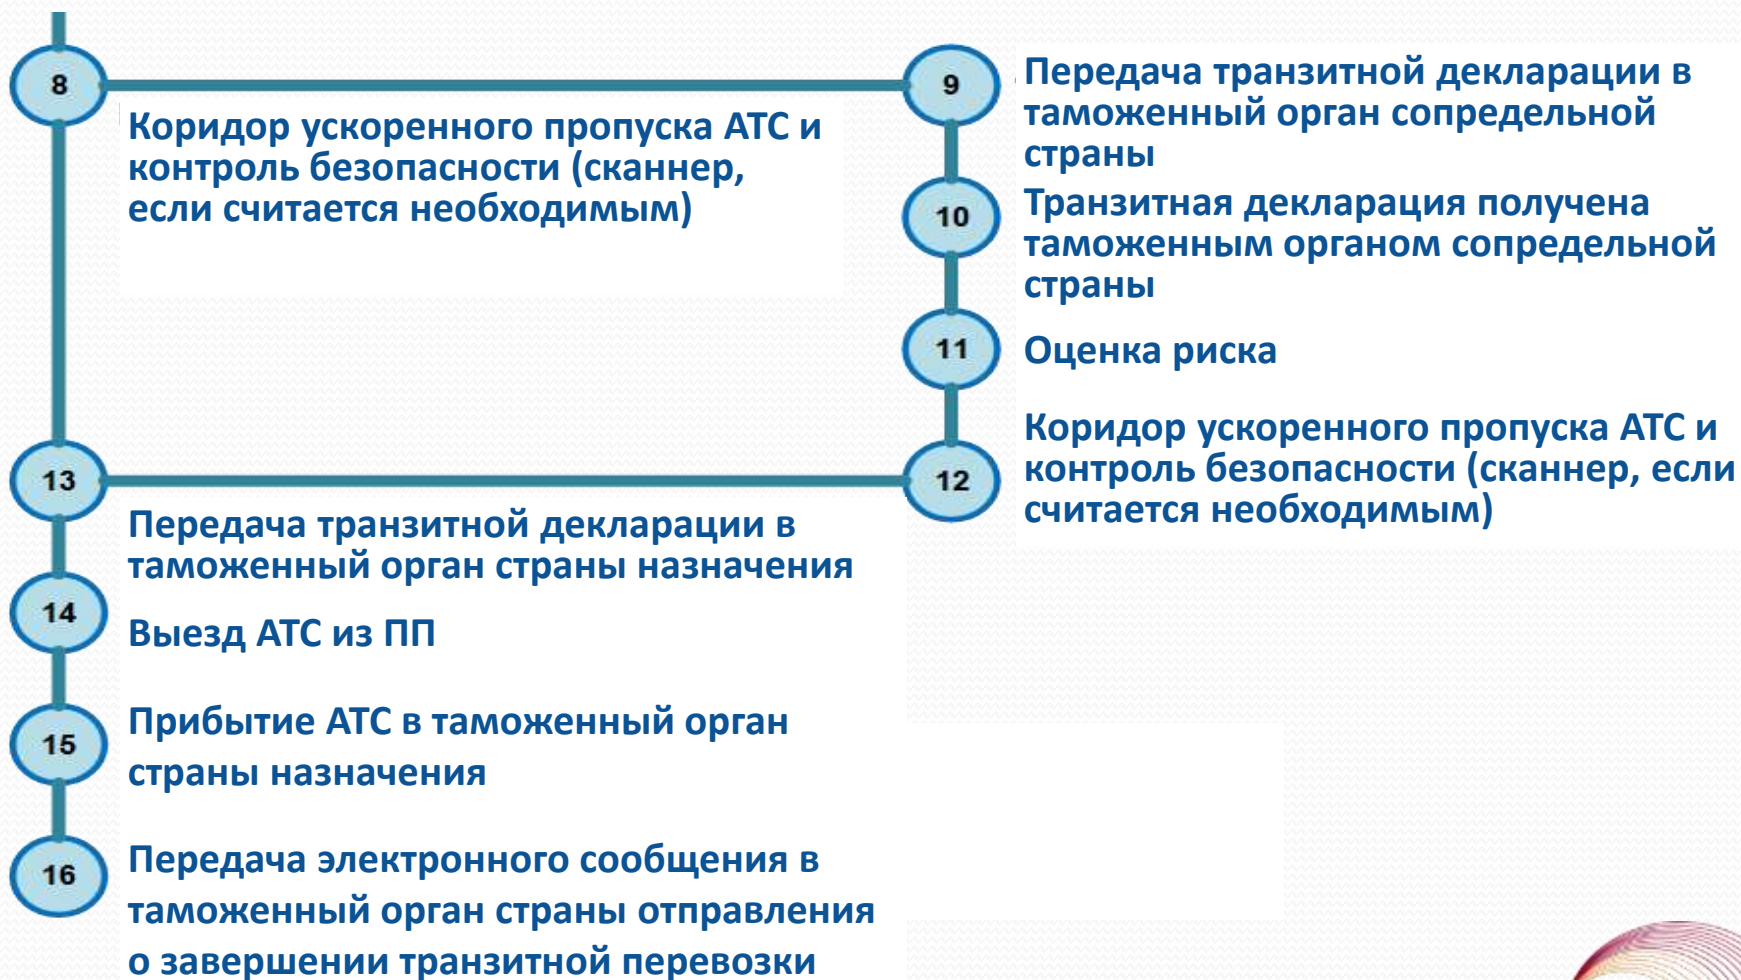 8
Коридор ускоренного пропуска АТС и
контроль безопасности (сканнер,
если считается необходимым)
9
Передача транзитной декларации в
таможенный орган сопредельной
страны
10
Транзитная декларация получена
таможенным органом сопредельной
страны
11
Оценка риска
12
Коридор ускоренного пропуска АТС и
контроль безопасности (сканнер, если
считается необходимым)
13
Передача транзитной декларации в
таможенный орган страны назначения
14
Выезд АТС из ПП
15
Прибытие АТС в таможенный орган
страны назначения
16
Передача электронного сообщения в
таможенный орган страны отправления
о завершении транзитной перевозки